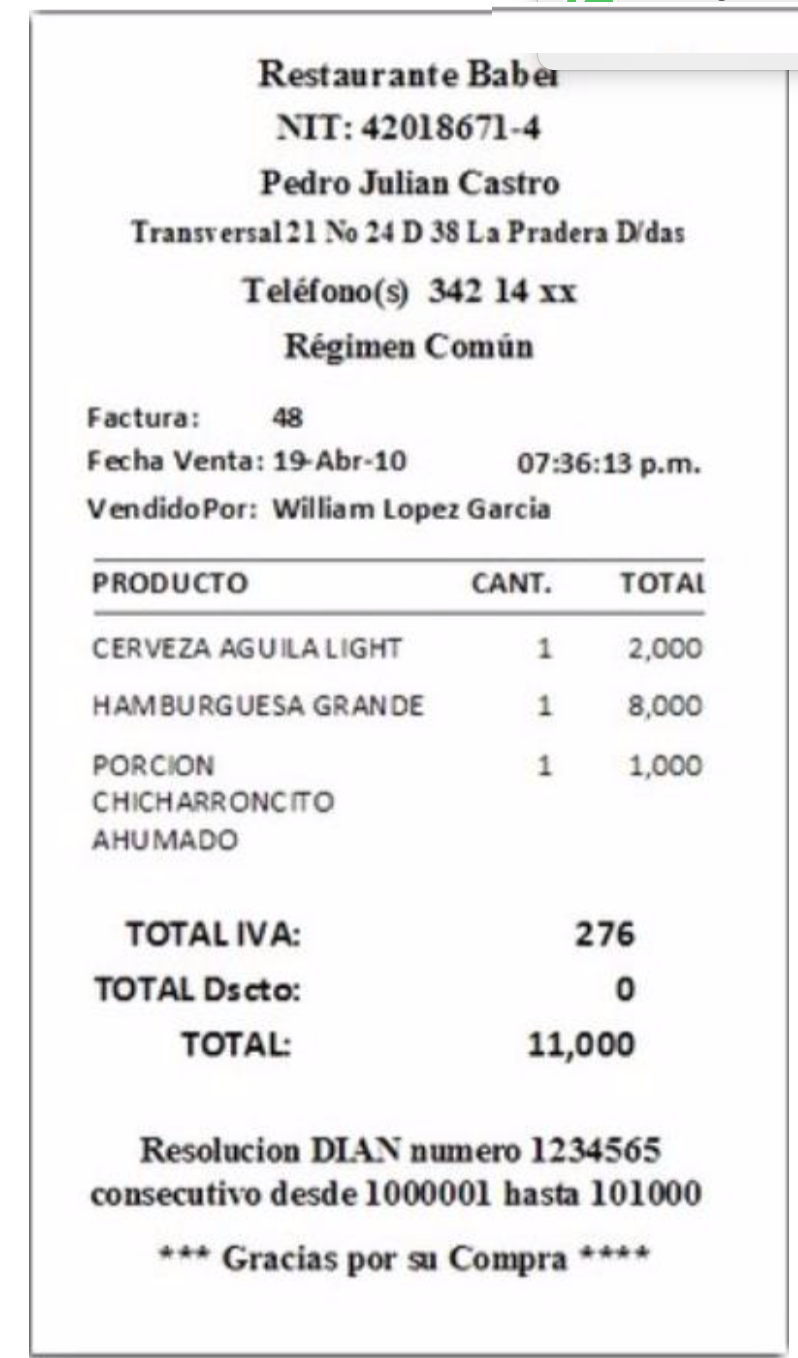 Restaurante Babel
NIT: 42018671-4
Pedro Julian Castro
Transversal 21 No 24 D 38 La Pradera D/das
Teléfono(s) 342 14 xx
Régimen Común
Factura: 48
Fecha Venta: 19-Abr-10 07:36:13 p.m.
Vendido Por: William Lopez Garcia
PRODUCTO CANT. TOTAL
CERVEZA AGUILA LIGHT 1 2,000
HAMBURGUESA GRANDE 1 8,000
PORCION 1 1,000
CHICHARRONCITO
AHUMADO
TOTAL IVA: 276
TOTAL Dscto: 0
TOTAL: 11,000
Resolucion DIAN numero 1234565
consecutivo desde 1000001 hasta 101000
*** Gracias por su Compra ****